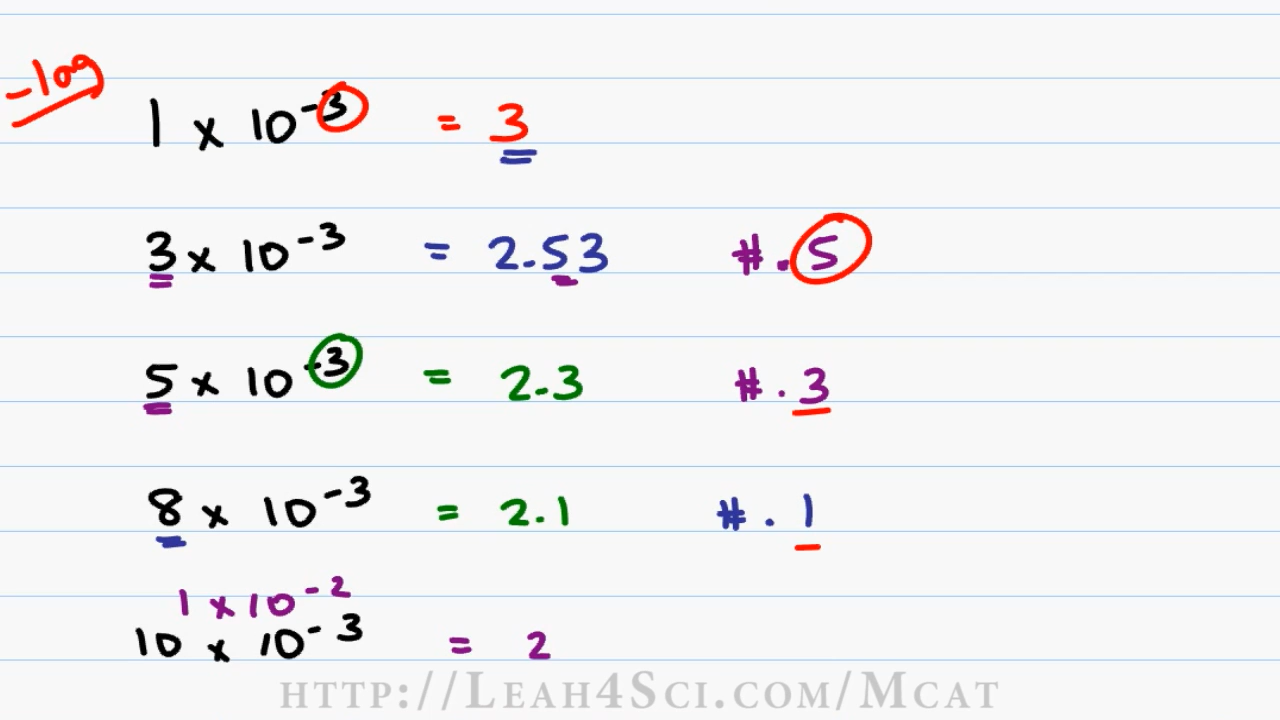 -log
1 x 10⁻³ = 3
3 x 10⁻³ = 2.53 #.5
5 x 10⁻³ = 2.3 #.3
8 x 10⁻³ = 2.1 #.1
1 x 10⁻²
10 x 10⁻³ = 2
HTTP://LEAH4SCI.COM/MCAT